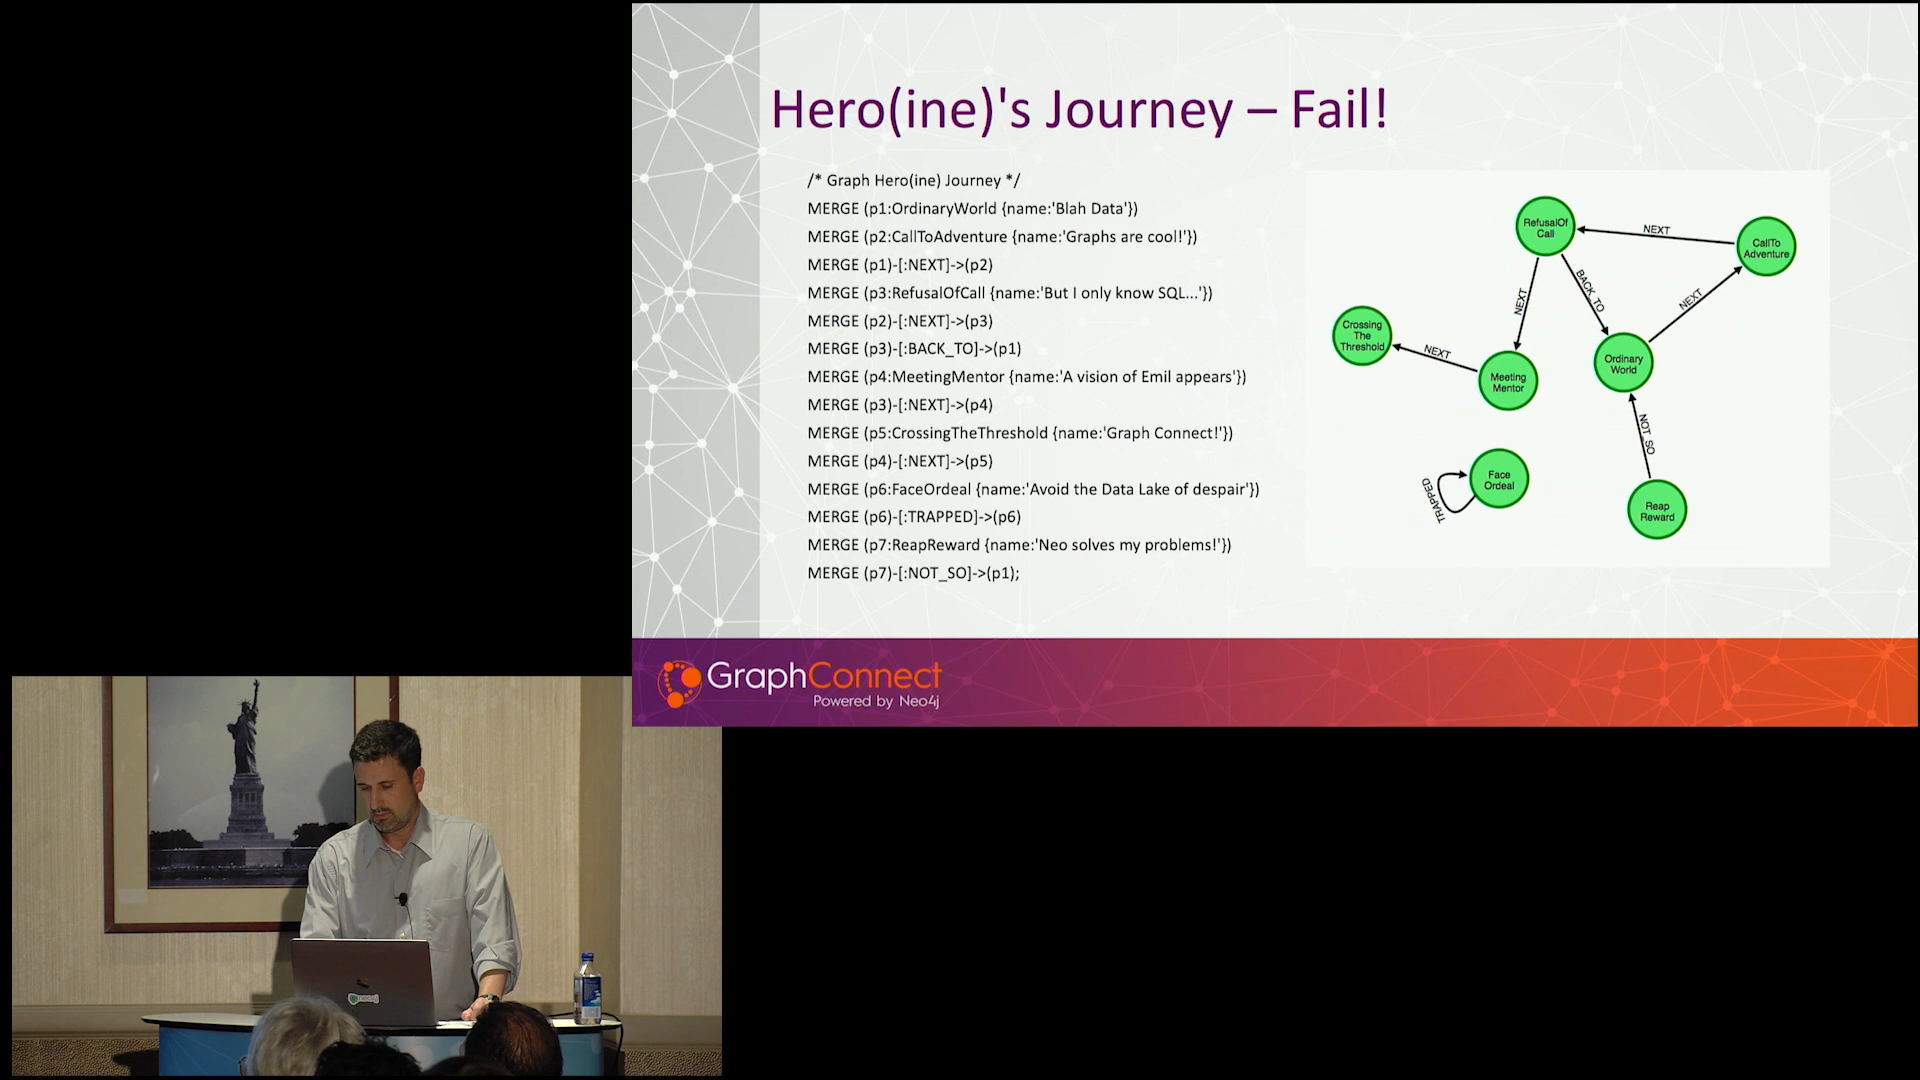 Hero(ine)'s Journey – Fail!
/* Graph Hero(ine) Journey */
MERGE (p1:OrdinaryWorld {name:'Blah Data'})
MERGE (p2:CallToAdventure {name:'Graphs are cool!'})
MERGE (p1)-[:NEXT]->(p2)
MERGE (p3:RefusalOfCall {name:'But I only know SQL...'})
MERGE (p2)-[:NEXT]->(p3)
MERGE (p3)-[:BACK_TO]->(p1)
MERGE (p4:MeetingMentor {name:'A vision of Emil appears'})
MERGE (p3)-[:NEXT]->(p4)
MERGE (p5:CrossingTheThreshold {name:'Graph Connect!'})
MERGE (p4)-[:NEXT]->(p5)
MERGE (p6:FaceOrdeal {name:'Avoid the Data Lake of despair'})
MERGE (p6)-[:TRAPPED]->(p6)
MERGE (p7:ReapReward {name:'Neo solves my problems!'})
MERGE (p7)-[:NOT_SO]->(p1);
RefusalOf
Call
NEXT
CallTo
Adventure
BACK_TO
NEXT
NEXT
Crossing
The
Threshold
NEXT
Meeting
Mentor
Ordinary
World
NOT_SO
Face
Ordeal
TRAPPED
Reap
Reward
GraphConnect
Powered by Neo4j
neo4j